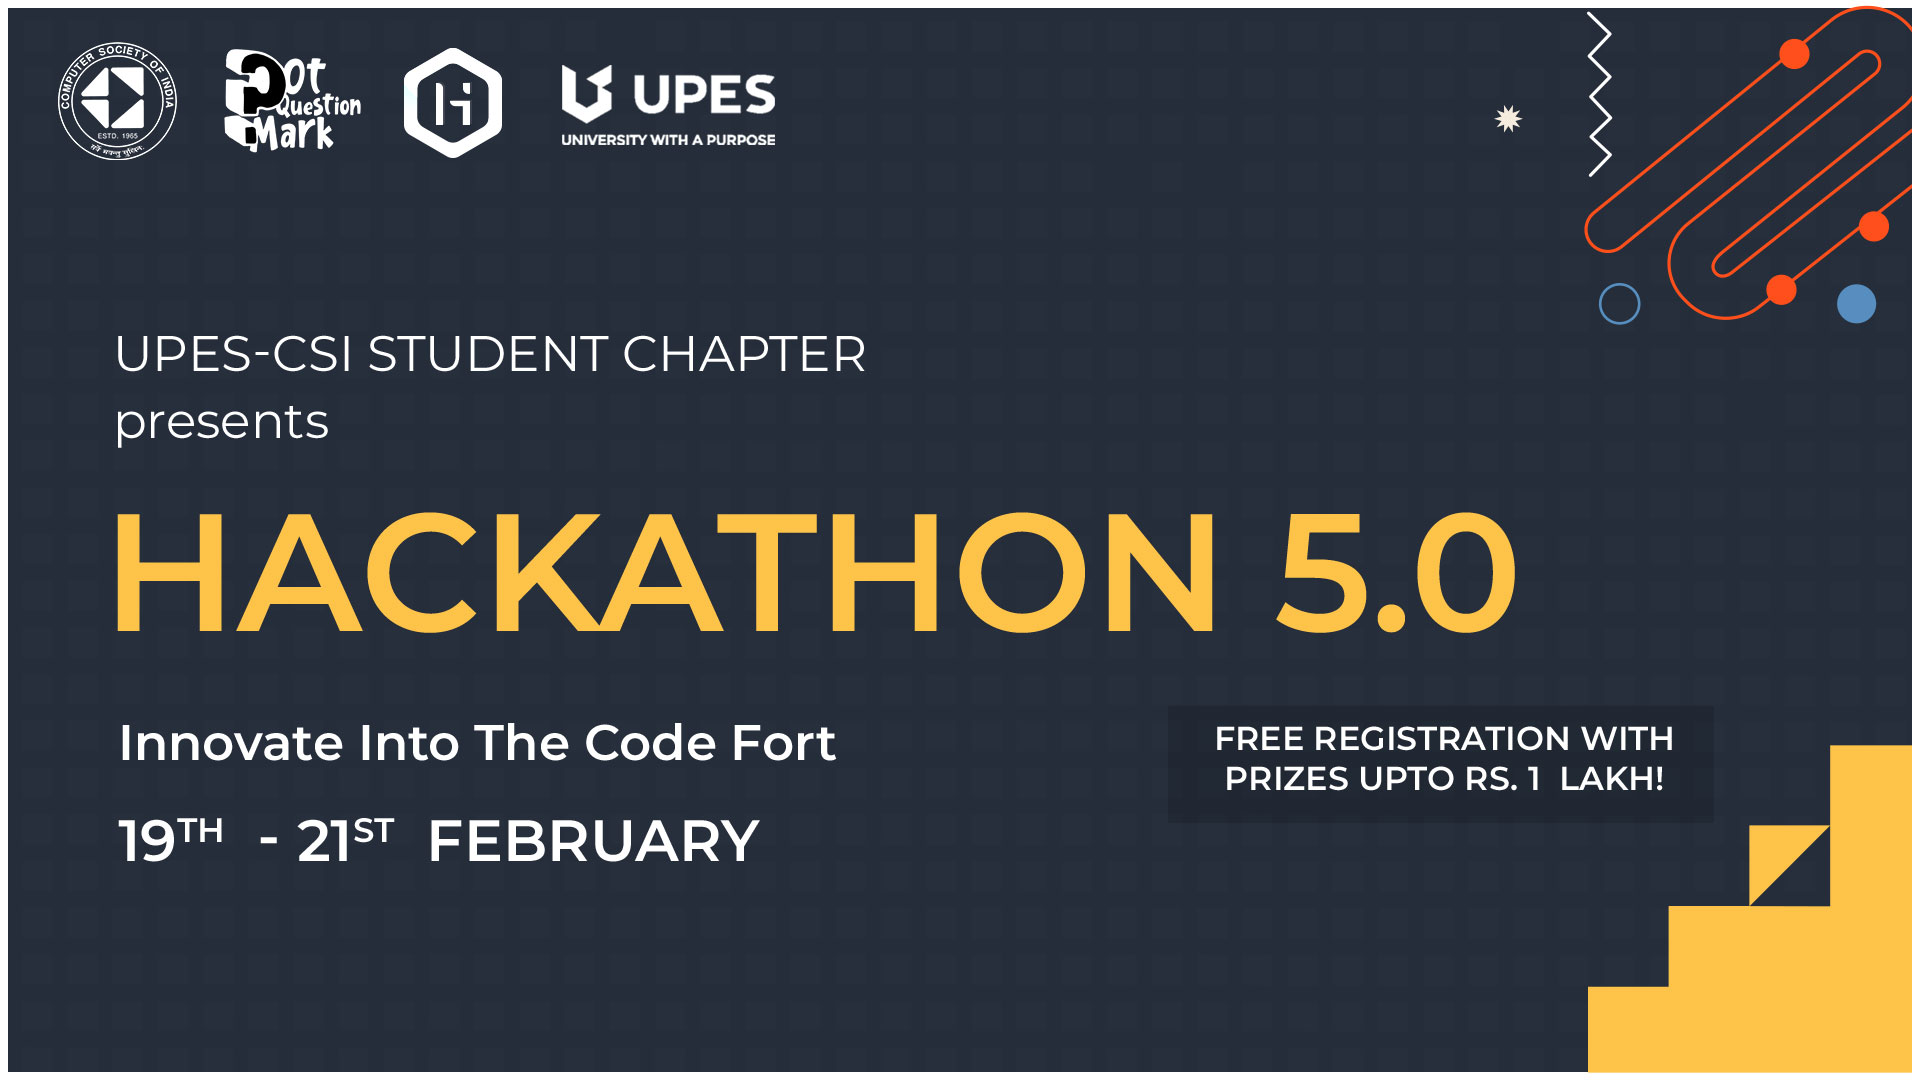 COMPUTER SOCIETY OF INDIA
ESTD. 1965
Dot
Question
Mark
UPES
UNIVERSITY WITH A PURPOSE
UPES-CSI STUDENT CHAPTER
presents
HACKATHON 5.0
Innovate Into The Code Fort
19TH - 21ST FEBRUARY
FREE REGISTRATION WITH
PRIZES UPTO RS. 1 LAKH!